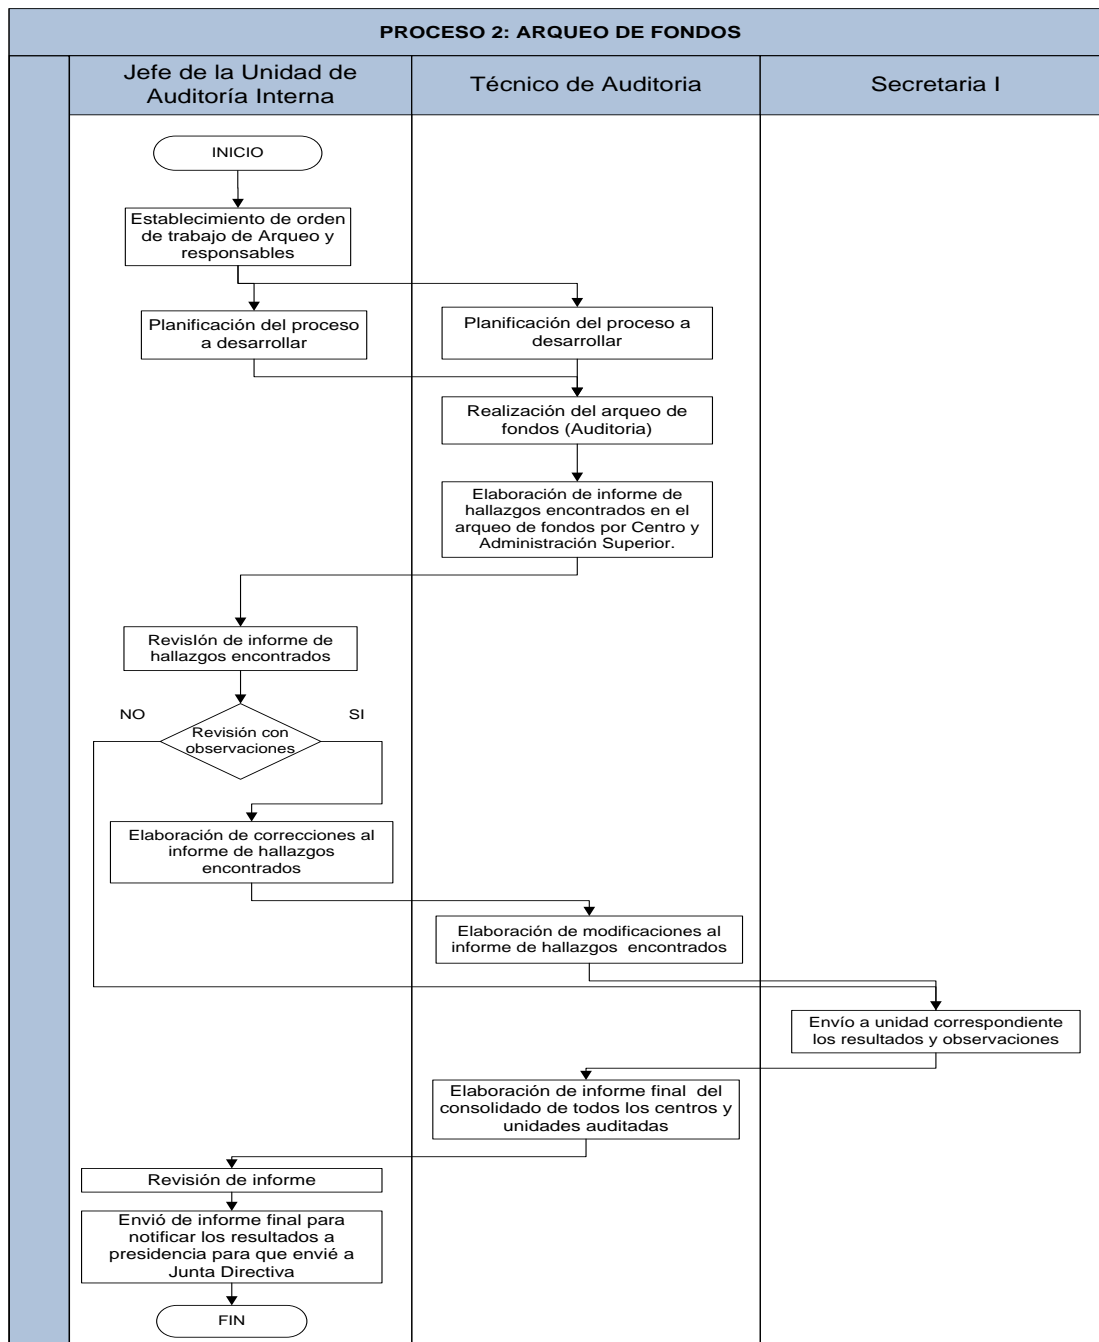 PROCESO 2: ARQUEO DE FONDOS
Jefe de la Unidad de
Auditoría Interna
Técnico de Auditoria
Secretaria I
INICIO
Establecimiento de orden
de trabajo de Arqueo y
responsables
Planificación del proceso
a desarrollar
Planificación del proceso a
desarrollar
Realización del arqueo de
fondos (Auditoria)
Elaboración de informe de
hallazgos encontrados en el
arqueo de fondos por Centro y
Administración Superior.
RevisIón de informe de
hallazgos encontrados
NO
SI
Revisión con
observaciones
Elaboración de correcciones al
informe de hallazgos
encontrados
Elaboración de modificaciones al
informe de hallazgos encontrados
Envío a unidad correspondiente
los resultados y observaciones
Elaboración de informe final del
consolidado de todos los centros y
unidades auditadas
Revisión de informe
Envió de informe final para
notificar los resultados a
presidencia para que envié a
Junta Directiva
FIN